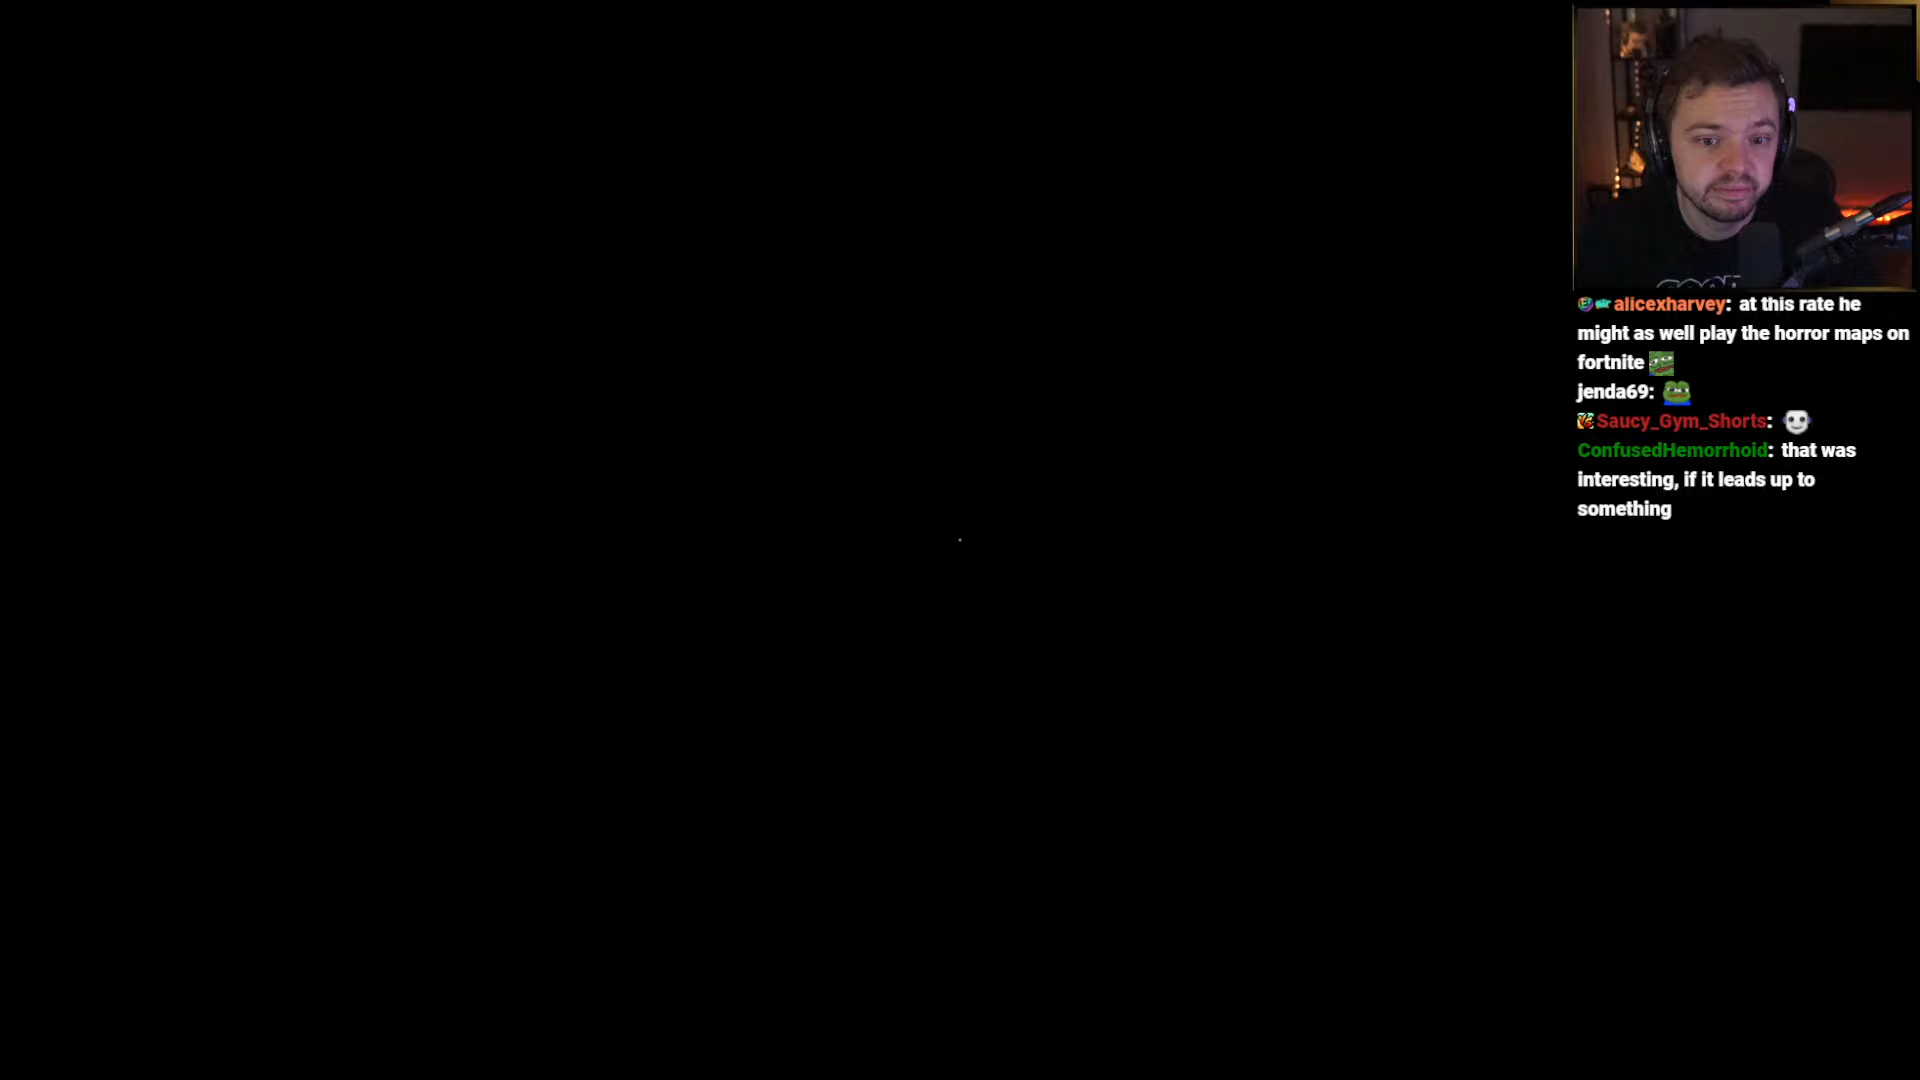 alicexharvey: at this rate he
might as well play the horror maps on
fortnite
jenda69:
Saucy_Gym_Shorts:
ConfusedHemorrhoid: that was
interesting, if it leads up to
something